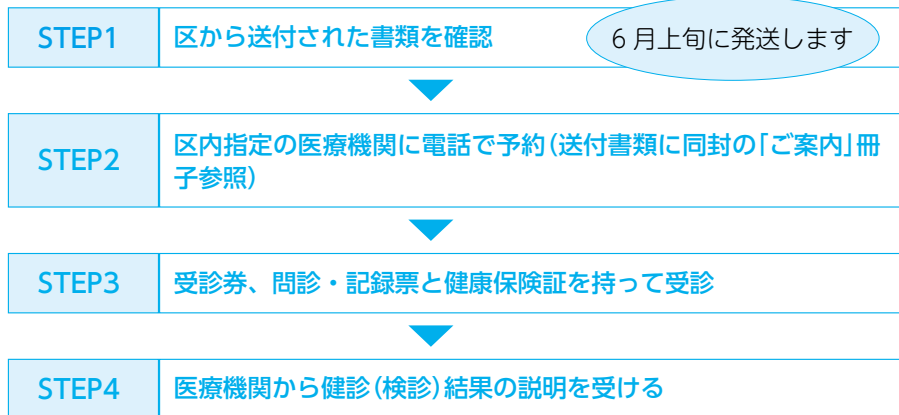 STEP1
区から送付された書類を確認
6月上旬に発送します
STEP2
区内指定の医療機関に電話で予約(送付書類に同封の「ご案内」冊
子参照)
STEP3
受診券、問診・記録票と健康保険証を持って受診
STEP4
医療機関から健診(検診)結果の説明を受ける